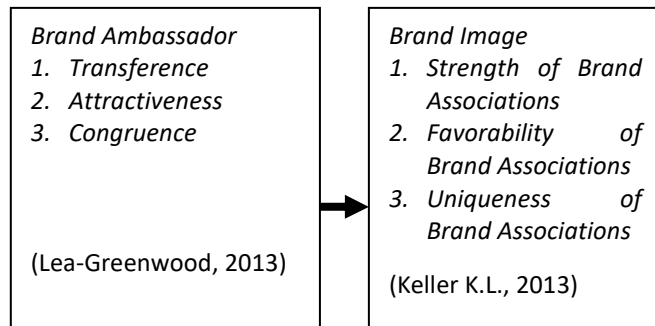 Brand Ambassador
1. Transference
2. Attractiveness
3. Congruence
(Lea-Greenwood, 2013)
Brand Image
1. Strength of Brand
Associations
2. Favorability of
Brand Associations
3. Uniqueness of
Brand Associations
(Keller K.L., 2013)